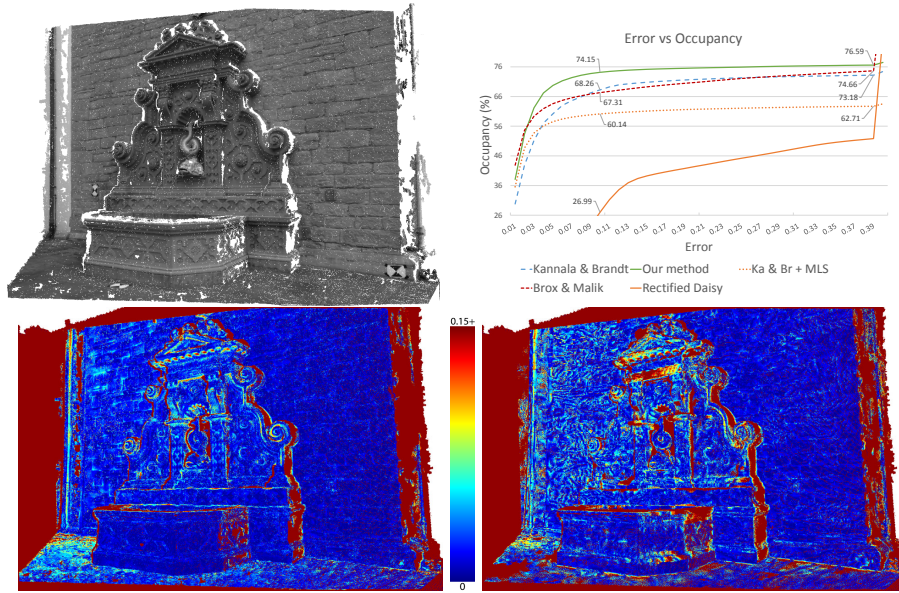 Error vs Occupancy
76.59
74.15
76
68.26
74.66
66
67.31
73.18
62.71
56
60.14
46
36
26.99
26
Occupancy (%)
0.01 0.03 0.05 0.07 0.09 0.11 0.13 0.15 0.17 0.19 0.21 0.23 0.25 0.27 0.29 0.31 0.33 0.35 0.37 0.39
Error
Kannala & Brandt Our method Ka & Br + MLS
Brox & Malik Rectified Daisy
0.15+
0